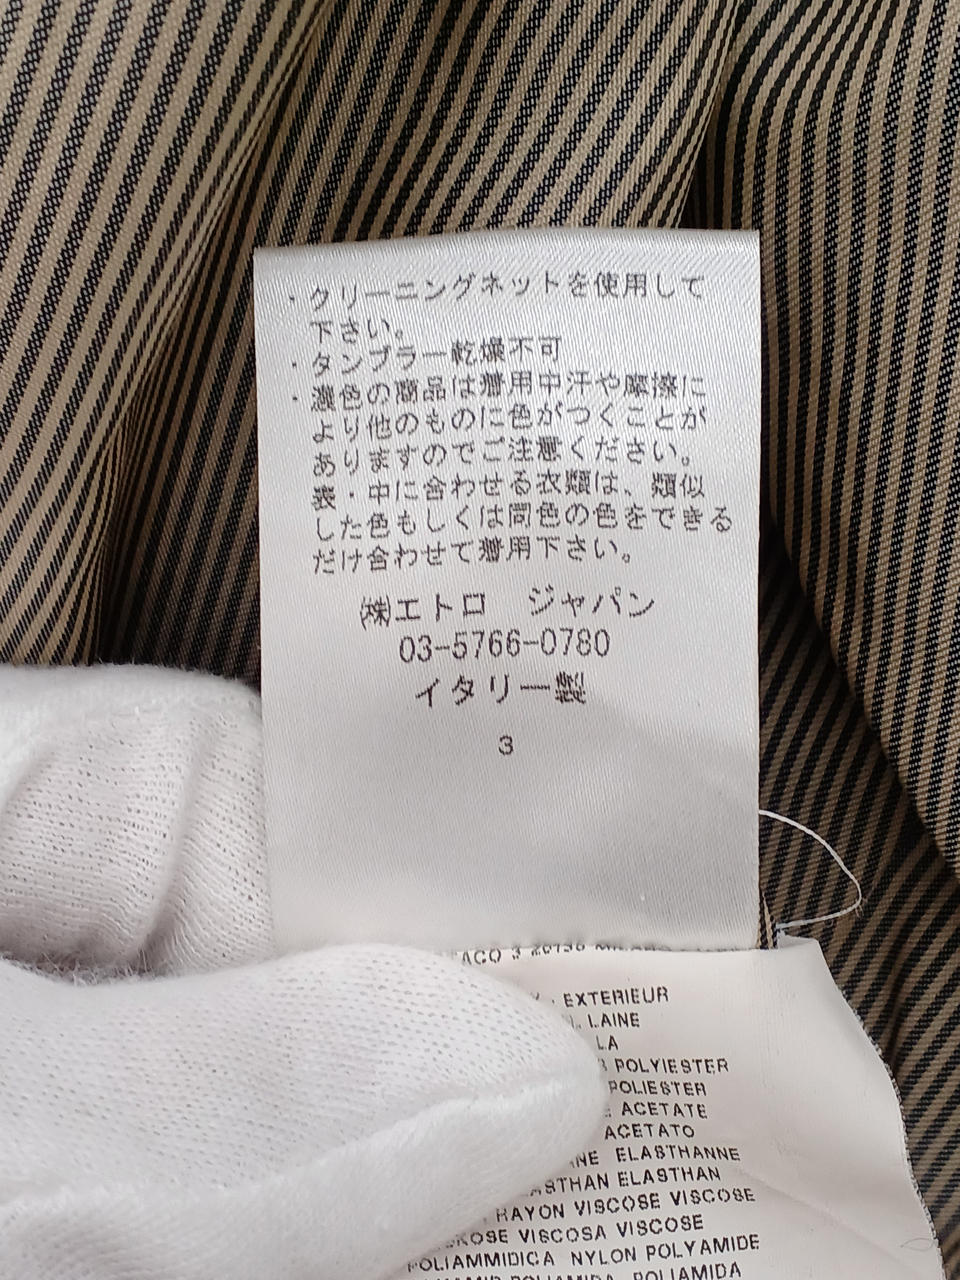 ・クリーニングネットを使用して
下さい。
・タンブラー乾燥不可
・濃色の商品は着用中汗や摩擦に
より他のものに色がつくことが
ありますのでご注意ください。
装・中に合わせる衣類は、類似
した色もしくは同色の色をできる
だけ合わせて着用下さい。
㈱エトロ ジャパン
03-5766-0780
イタリー製
3
EXTERIEUR
LAINE
LA
POLYIESTER
POLIESTER
ACETATE
ACETATO
ELASTHANNE
ELASTHAN
RAYON VISCOSE VISCOSE
VISCOSA VISCOSE
POLIAMMIDICA NYLON POLYAMIDE
POLIAMIDA